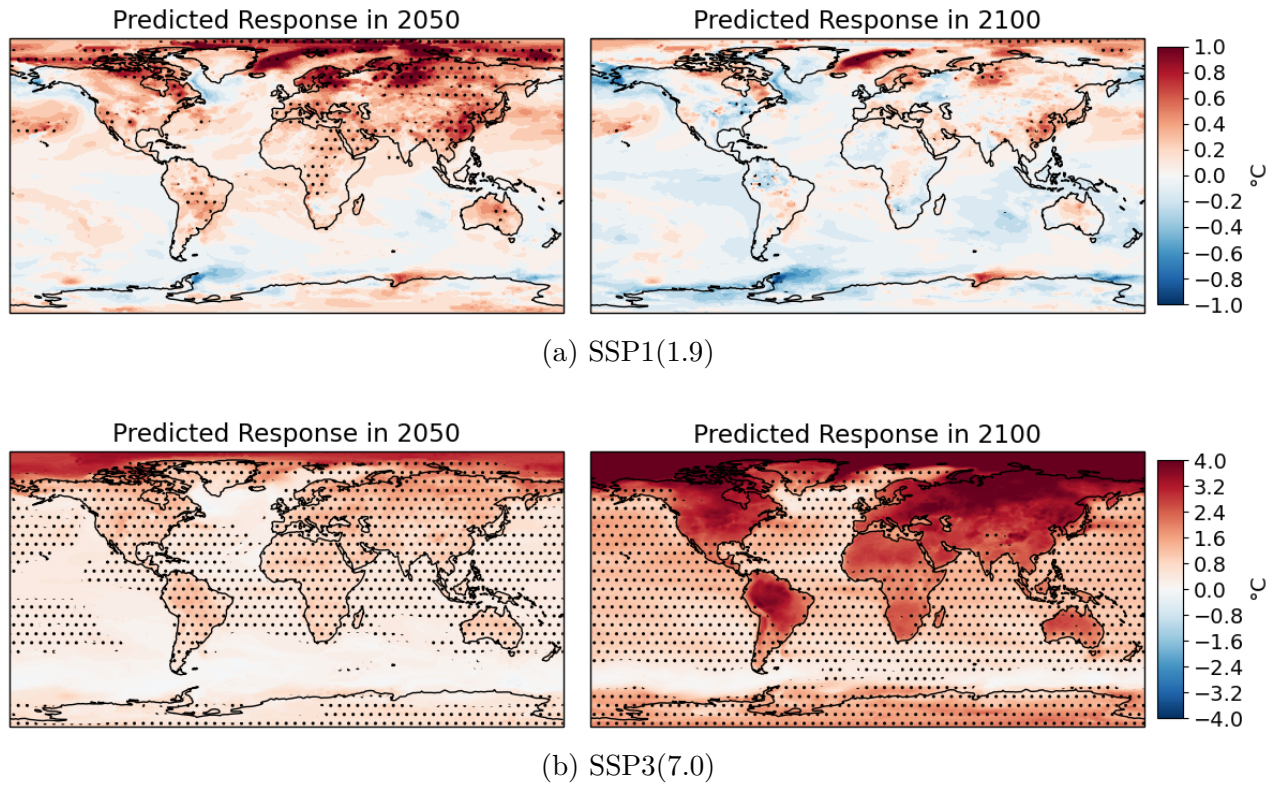 Predicted Response in 2050
Predicted Response in 2100
1.0
0.8
0.6
0.4
0.2
0.0
−0.2
−0.4
−0.6
−0.8
−1.0
°C
(a) SSP1(1.9)
Predicted Response in 2050
Predicted Response in 2100
4.0
3.2
2.4
1.6
0.8
0.0
−0.8
−1.6
−2.4
−3.2
−4.0
°C
(b) SSP3(7.0)